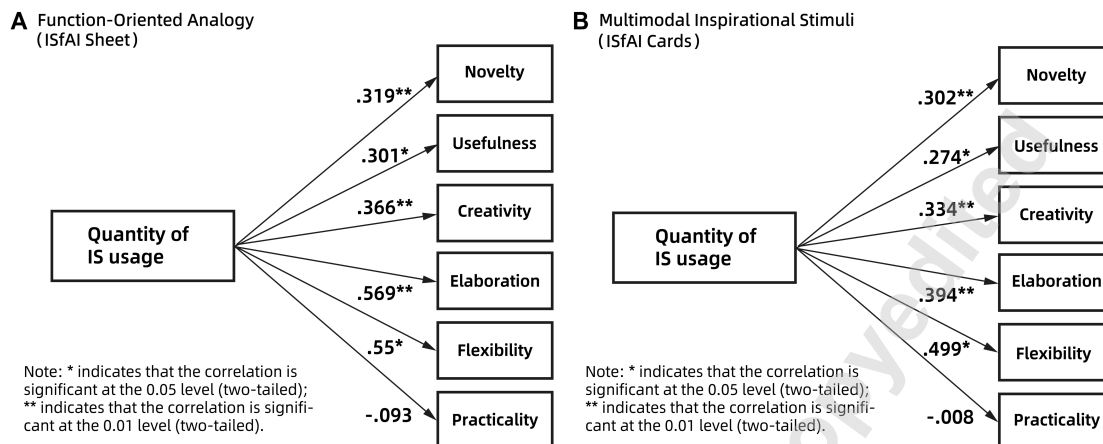 A Function-Oriented Analogy
(ISfAI Sheet)
Quantity of
IS usage
.319**
.301*
.366**
.569**
.55*
-.093
Novelty
Usefulness
Creativity
Elaboration
Flexibility
Practicality
Note: * indicates that the correlation is
significant at the 0.05 level (two-tailed);
** indicates that the correlation is signifi-
cant at the 0.01 level (two-tailed).
B Multimodal Inspirational Stimuli
(ISfAI Cards)
Quantity of
IS usage
.302**
.274*
.334**
.394**
.499*
-.008
Novelty
Usefulness
Creativity
Elaboration
Flexibility
Practicality
Note: * indicates that the correlation is
significant at the 0.05 level (two-tailed);
** indicates that the correlation is signifi-
cant at the 0.01 level (two-tailed).
opyedited